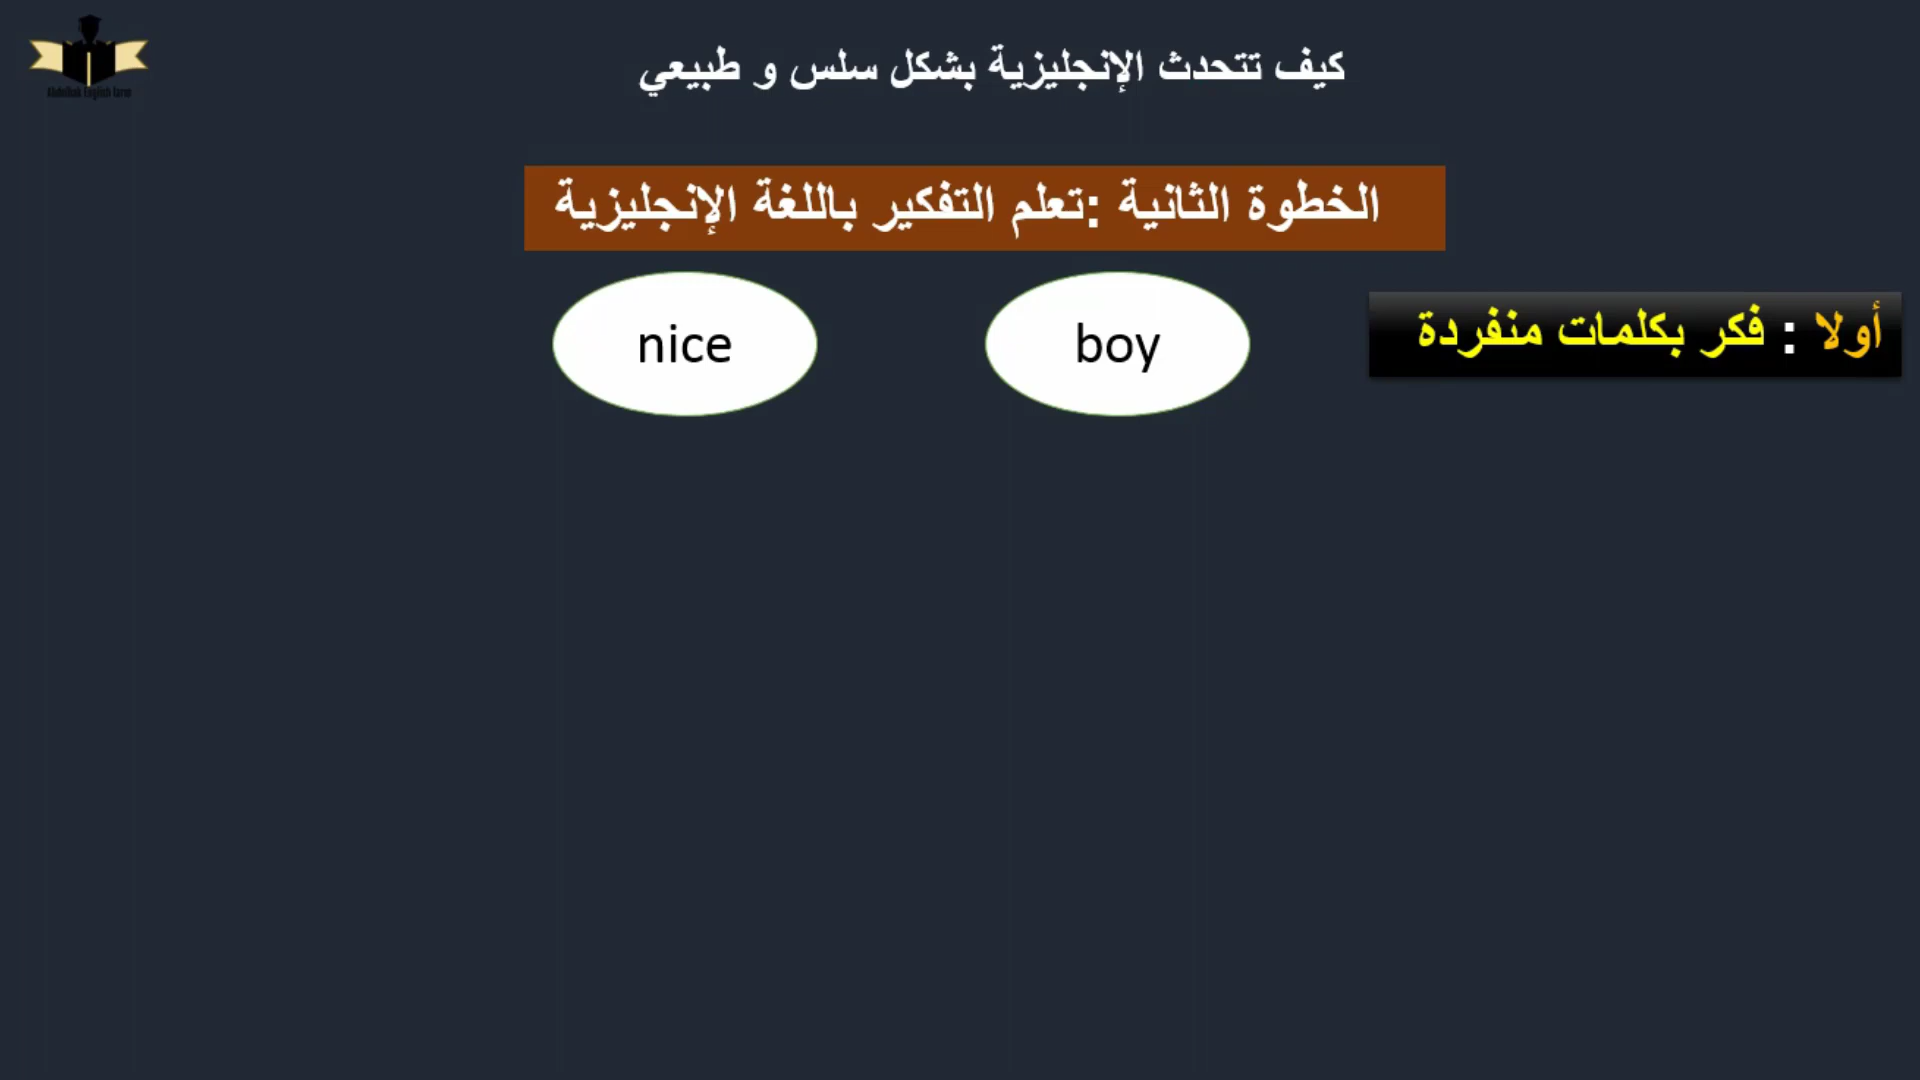 كيف تتحدث الإنجليزية بشكل سلس و طبيعي
الخطوة الثانية :تعلم التفكير باللغة الإنجليزية
أولا : فكر بكلمات منفردة
boy
nice